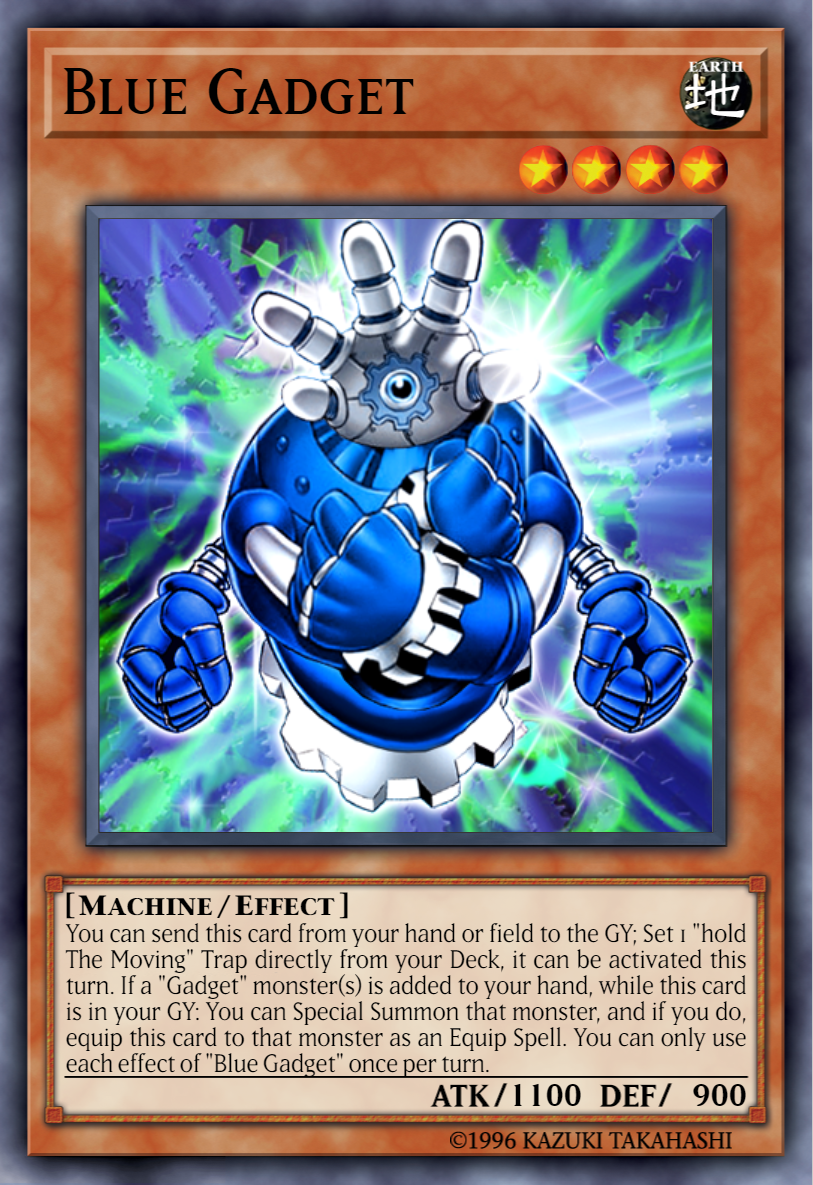 Blue Gadget
EARTH
地
[Machine/Effect]
You can send this card from your hand or field to the GY; Set 1 "hold
The Moving" Trap directly from your Deck, it can be activated this
turn. If a "Gadget" monster(s) is added to your hand, while this card
is in your GY: You can Special Summon that monster, and if you do,
equip this card to that monster as an Equip Spell. You can only use
each effect of "Blue Gadget" once per turn.
ATK/1100 DEF/ 900
©1996 KAZUKI TAKAHASHI